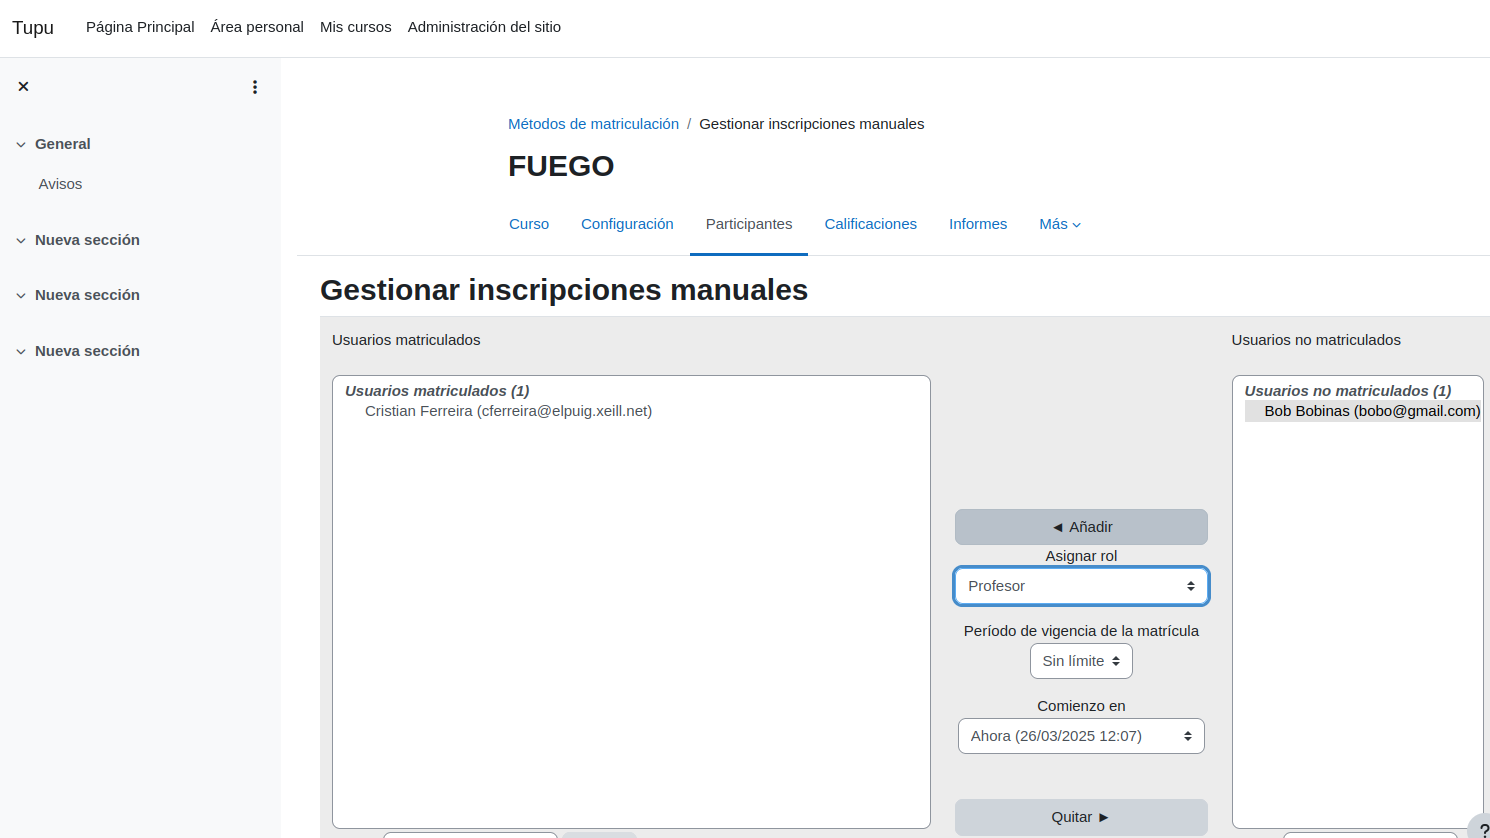 Tupu Página Principal Área personal Mis cursos Administración del sitio
General
Avisos
Nueva sección
Nueva sección
Nueva sección
Métodos de matriculación / Gestionar inscripciones manuales
FUEGO
Curso Configuración Participantes Calificaciones Informes Más
Gestionar inscripciones manuales
Usuarios matriculados
Usuarios matriculados (1)
Cristian Ferreira (cferreira@elpuig.xeill.net)
◄ Añadir
Asignar rol
Profesor
Período de vigencia de la matrícula
Sin límite
Comienzo en
Ahora (26/03/2025 12:07)
Quitar ►
Usuarios no matriculados
Usuarios no matriculados (1)
Bob Bobinas (bobo@gmail.com)
?